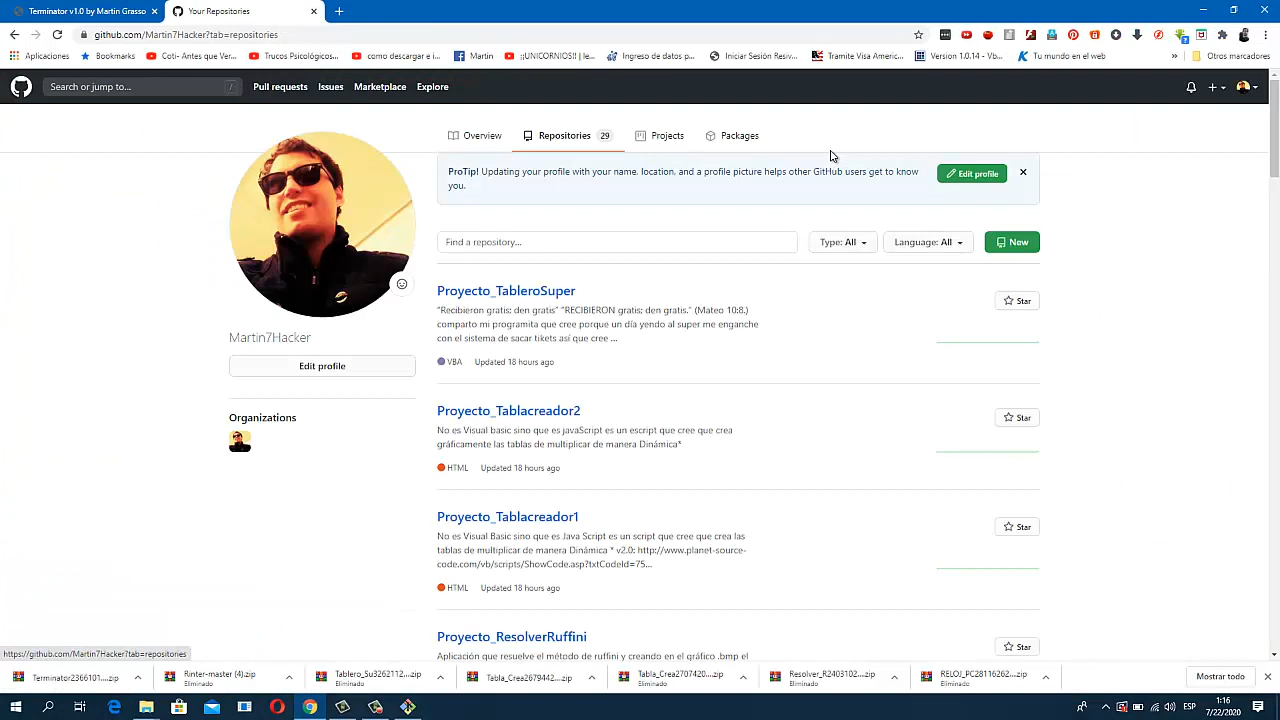 Terminator v1.0 by Martin Grasso
Your Repositories
github.com/Martin7Hacker?tab=repositories
Aplicaciones
Bookmarks
Coti- Antes que Ver...
Trucos Psicológicos...
como descargar e i...
Martin
¡¡UNICORNIOS!! | le...
Ingreso de datos p...
Iniciar Sesión Resiv...
Tramite Visa Americ...
Version 1.0.14 - Vb...
Tu mundo en el web
»
Otros marcadores
Search or jump to...
/
Pull requests
Issues
Marketplace
Explore
Overview
Repositories 29
Projects
Packages
ProTip! Updating your profile with your name, location, and a profile picture helps other GitHub users get to know
you.
Edit profile
Find a repository...
Type: All
Language: All
New
Martin7Hacker
Edit profile
Organizations
Proyecto_TableroSuper
Star
“Recibieron gratis; den gratis” “RECIBIERON gratis; den gratis.” (Mateo 10:8.)
comparto mi programita que cree porque un día yendo al super me enganche
con el sistema de sacar tikets así que cree ...
VBA Updated 18 hours ago
Proyecto_Tablacreador2
Star
No es Visual basic sino que es javaScript es un escript que cree que crea
gráficamente las tablas de multiplicar de manera Dinámica*
HTML Updated 18 hours ago
Proyecto_Tablacreador1
Star
No es Visual Basic sino que es Java Script es un script que cree que crea las
tablas de multiplicar de manera Dinámica * v2.0: http://www.planet-source-
code.com/vb/scripts/ShowCode.asp?txtCodeId=75...
HTML Updated 18 hours ago
Proyecto_ResolverRuffini
Star
Aplicación que resuelve el método de ruffini y creando en el gráfico .bmp el
https://github.com/Martin7Hacker?tab=repositories
Terminator2366101....zip
Rinter-master (4).zip
Eliminado
Tablero_Su3262112....zip
Eliminado
Tabla_Crea2679442....zip
Tabla_Crea2707420....zip
Eliminado
Resolver_R2403102....zip
Eliminado
RELOJ_PC28116262....zip
Eliminado
Mostrar todo
ESP
1:16
7/22/2020